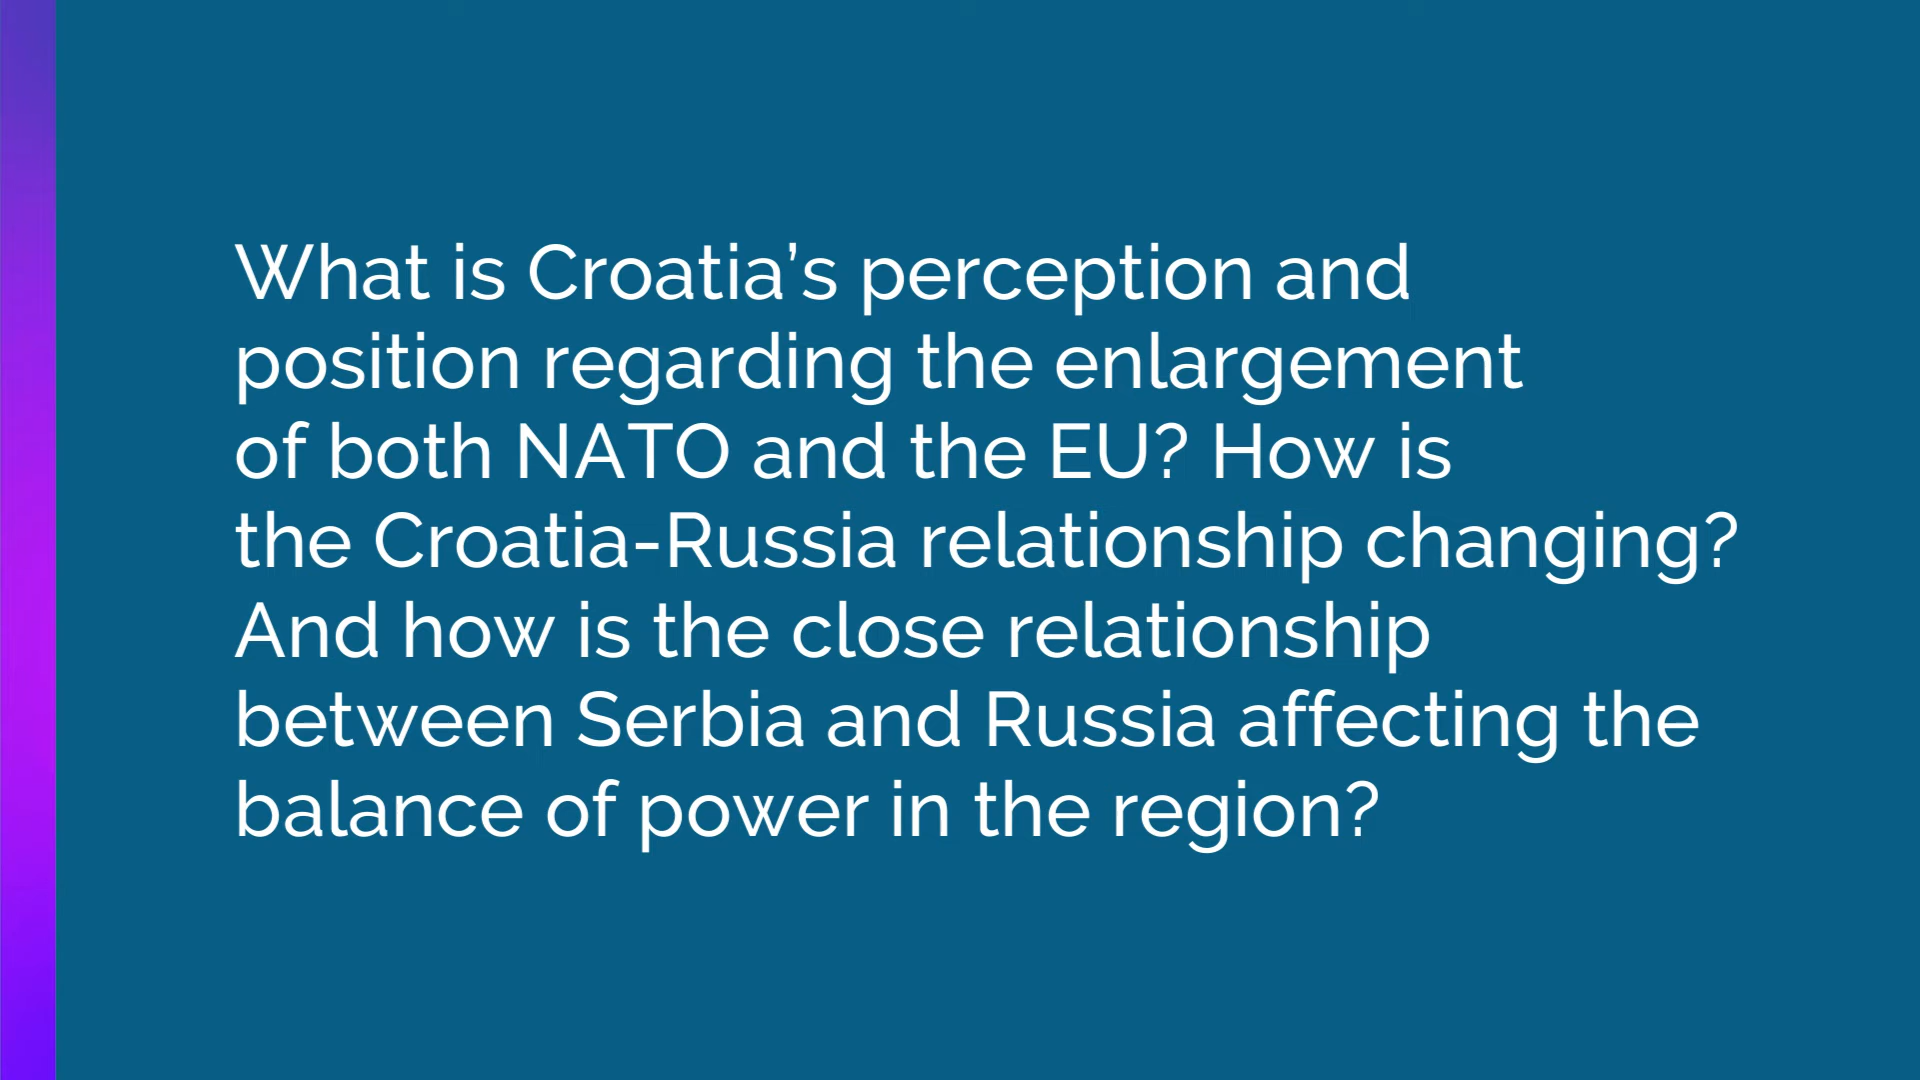 What is Croatia’s perception and
position regarding the enlargement
of both NATO and the EU? How is
the Croatia-Russia relationship changing?
And how is the close relationship
between Serbia and Russia affecting the
balance of power in the region?